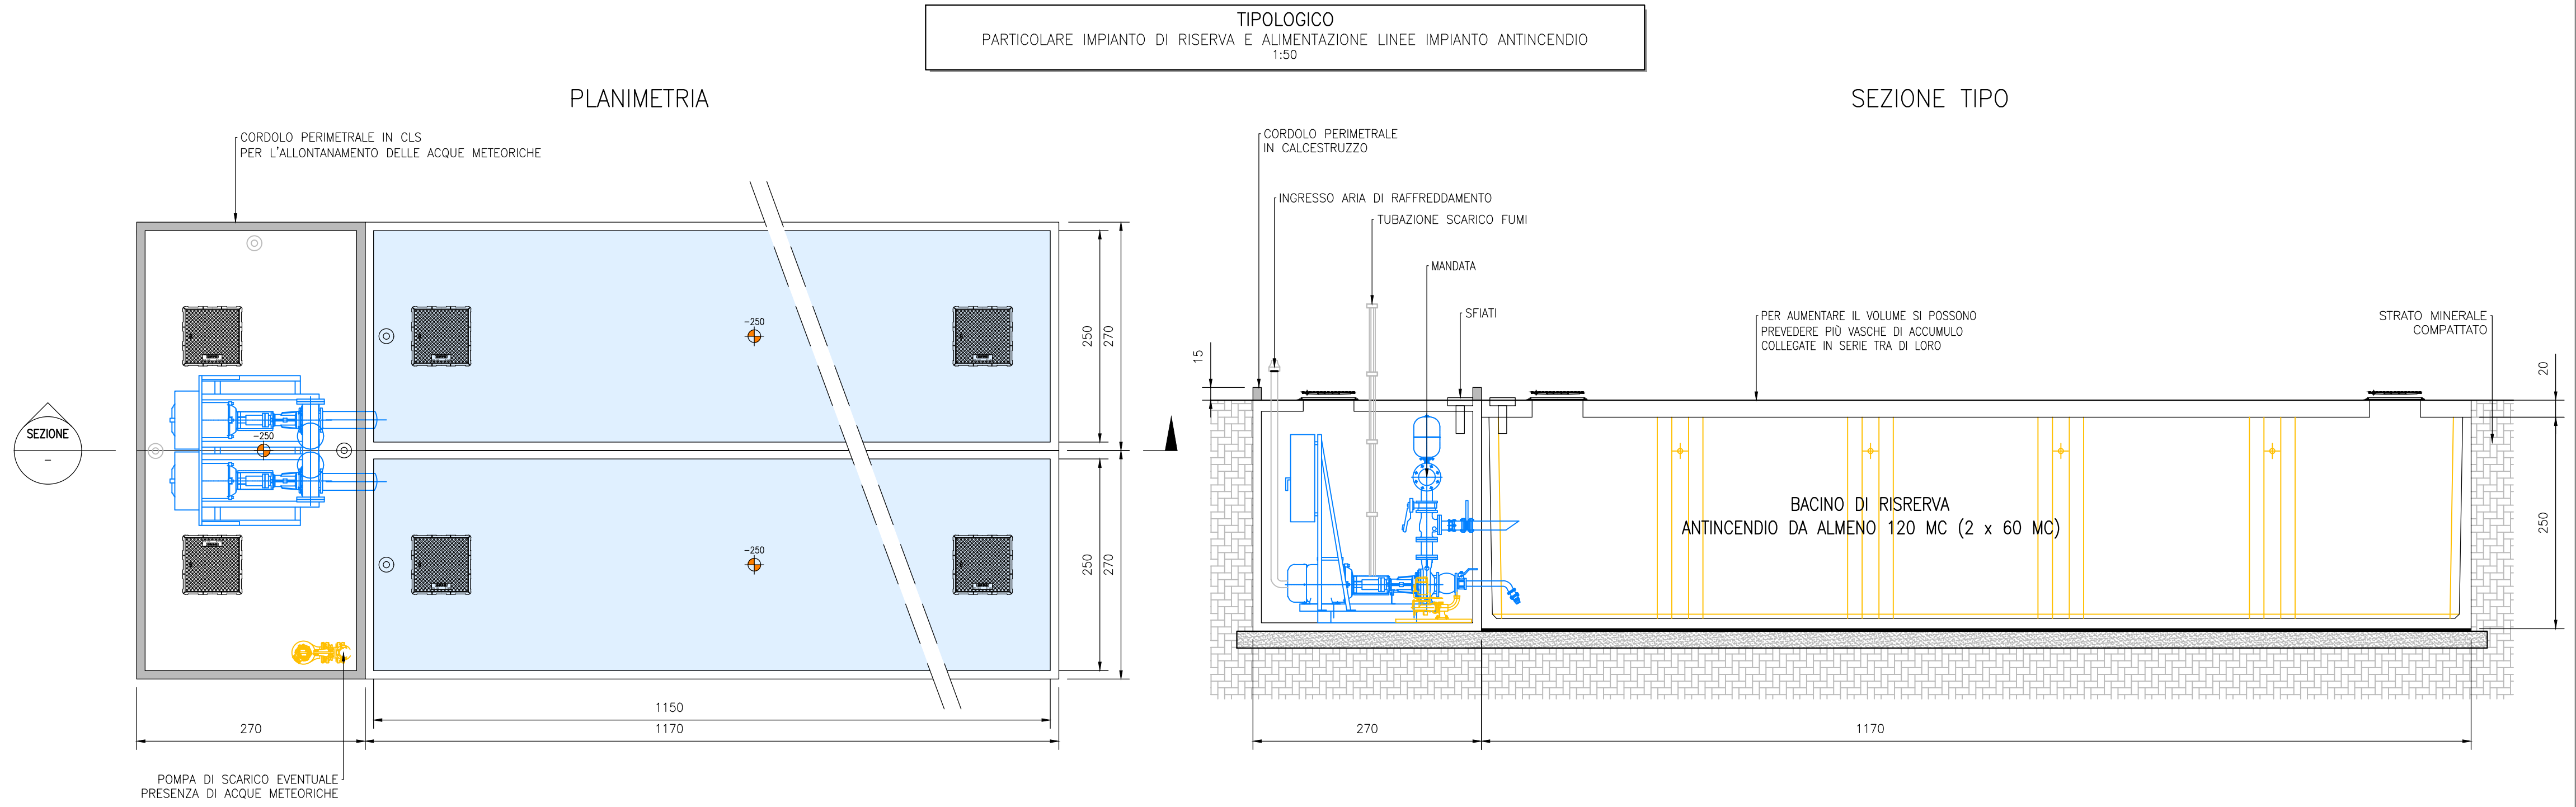 TIPOLOGICO
PARTICOLARE IMPIANTO DI RISERVA E ALIMENTAZIONE LINEE IMPIANTO ANTINCENDIO
1:50
PLANIMETRIA
CORDOLO PERIMETRALE IN CLS
PER L'ALLONTANAMENTO DELLE ACQUE METEORICHE
SEZIONE
-
-250
-250
-250
250
270
250
270
1150
270
1170
POMPA DI SCARICO EVENTUALE
PRESENZA DI ACQUE METEORICHE
SEZIONE TIPO
CORDOLO PERIMETRALE
IN CALCESTRUZZO
INGRESSO ARIA DI RAFFREDDAMENTO
TUBAZIONE SCARICO FUMI
MANDATA
SFIATI
PER AUMENTARE IL VOLUME SI POSSONO
PREVEDERE PIÙ VASCHE DI ACCUMULO
COLLEGATE IN SERIE TRA DI LORO
STRATO MINERALE
COMPATTATO
15
20
BACINO DI RISRERVA
ANTINCENDIO DA ALMENO 120 MC (2 x 60 MC)
250
270
1170